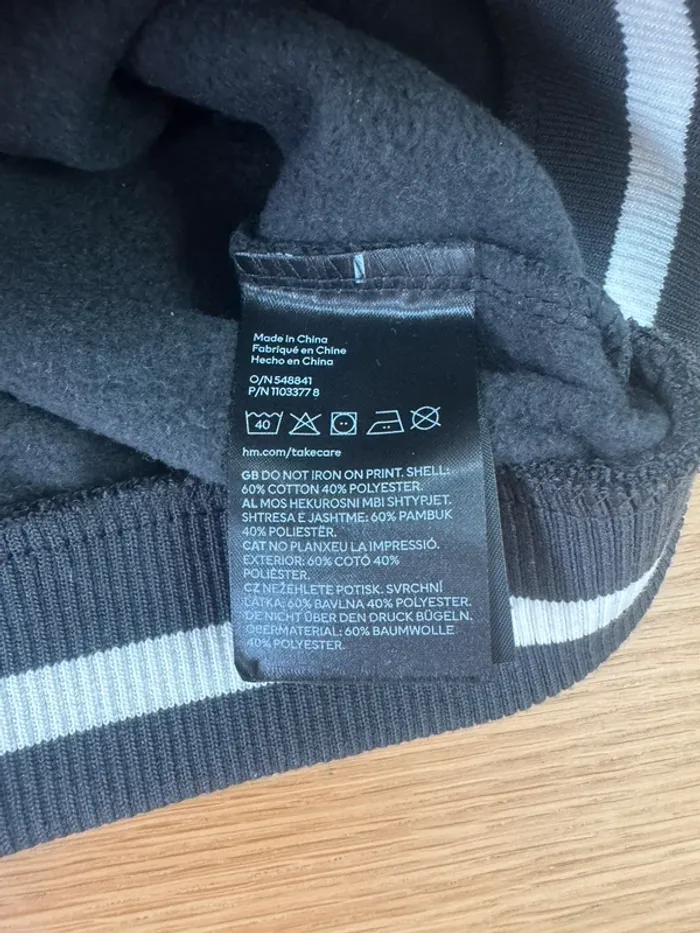 Made in China
Fabriqué en Chine
Hecho en China
O/N 548841
P/N 1103377 8
40
hm.com/takecare
GB DO NOT IRON ON PRINT. SHELL:
60% COTTON 40% POLYESTER.
AL MOS HEKUROSNI MBI SHTYPJET.
SHTRESA E JASHTME: 60% PAMBUK
40% POLIESTËR.
CAT NO PLANXEU LA IMPRESSIÓ.
EXTERIOR: 60% COTÓ 40%
POLIÈSTER.
CZ NEŽEHLETE POTISK. SVRCHNÍ
LÁTKA: 60% BAVLNA 40% POLYESTER.
DE NICHT ÜBER DEN DRUCK BÜGELN.
OBERMATERIAL: 60% BAUMWOLLE
40% POLYESTER.